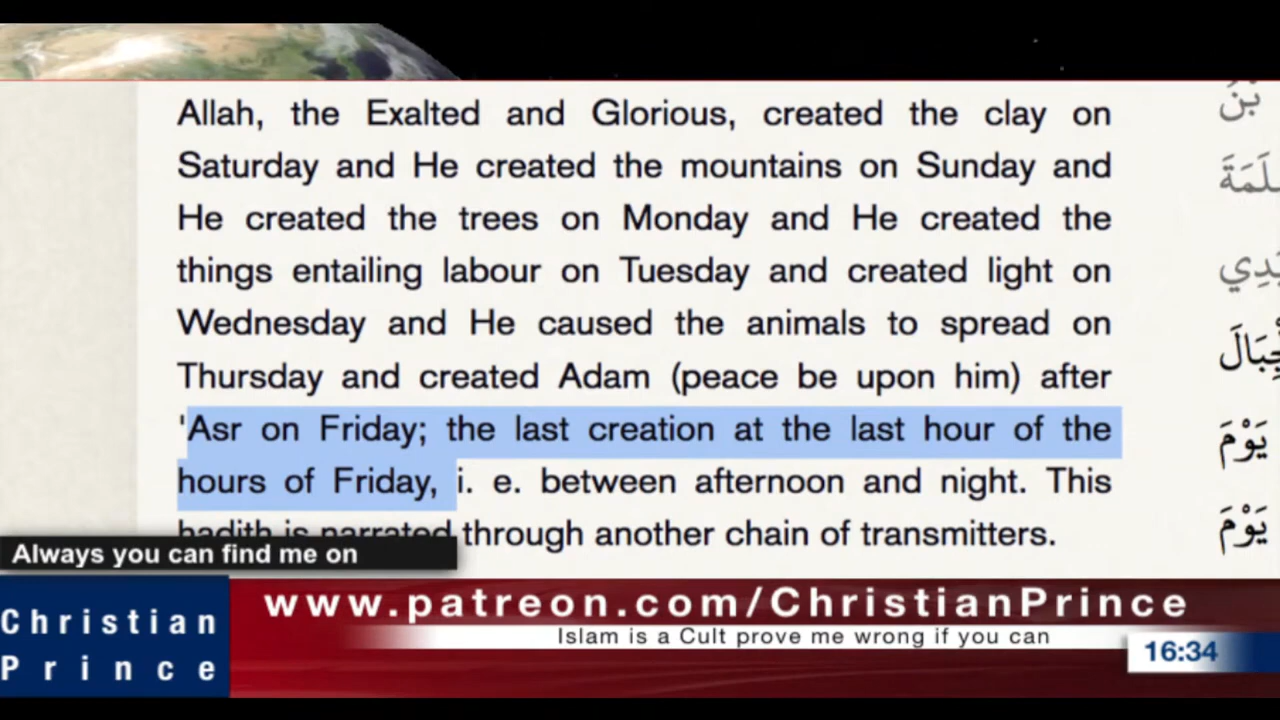 Allah, the Exalted and Glorious, created the clay on
Saturday and He created the mountains on Sunday and
He created the trees on Monday and He created the
things entailing labour on Tuesday and created light on
Wednesday and He caused the animals to spread on
Thursday and created Adam (peace be upon him) after
'Asr on Friday; the last creation at the last hour of the
hours of Friday, i. e. between afternoon and night. This
hadith is narrated through another chain of transmitters.
بْنُ
يَوْمَ
يَوْمَ
Always you can find me on
Christian
Prince
www.patreon.com/ChristianPrince
Islam is a Cult prove me wrong if you can
16:34